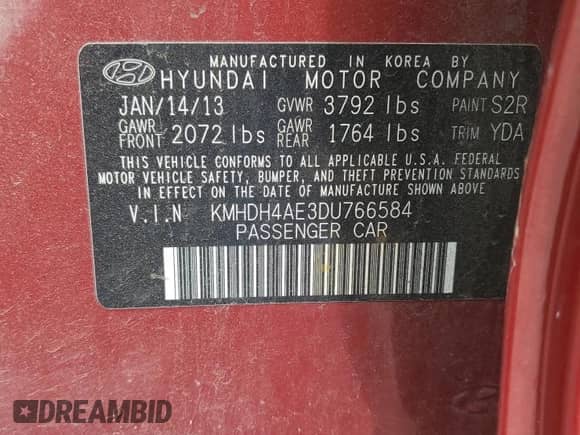 MANUFACTURED IN KOREA BY
HYUNDAI MOTOR COMPANY
JAN/14/13 GVWR 3792 lbs PAINT S2R
GAWR FRONT 2072 lbs GAWR REAR 1764 lbs TRIM YDA
THIS VEHICLE CONFORMS TO ALL APPLICABLE U.S.A. FEDERAL
MOTOR VEHICLE SAFETY, BUMPER, AND THEFT PREVENTION STANDARDS
IN EFFECT ON THE DATE OF MANUFACTURE SHOWN ABOVE
V.I.N KMHDH4AE3DU766584
PASSENGER CAR
DREAMBID